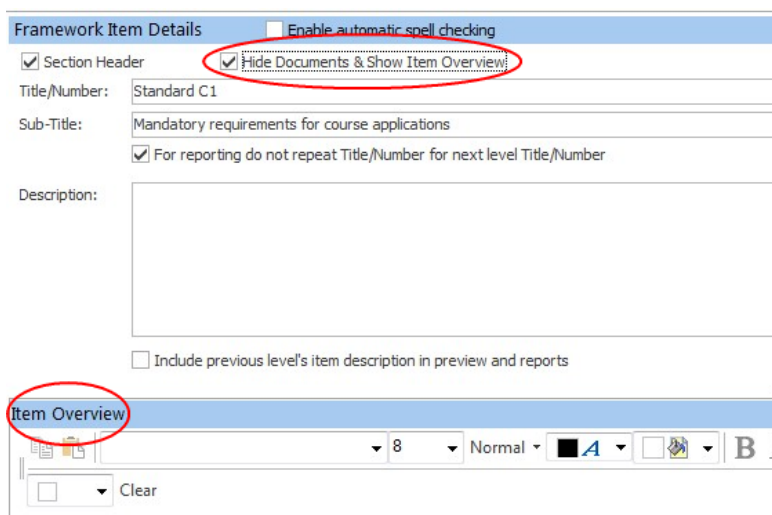 Framework Item Details Enable automatic spell checking
Section Header Hide Documents & Show Item Overview
Title/Number: Standard C1
Sub-Title: Mandatory requirements for course applications
For reporting do not repeat Title/Number for next level Title/Number
Description:
Include previous level's item description in preview and reports
Item Overview
8 Normal A B
Clear